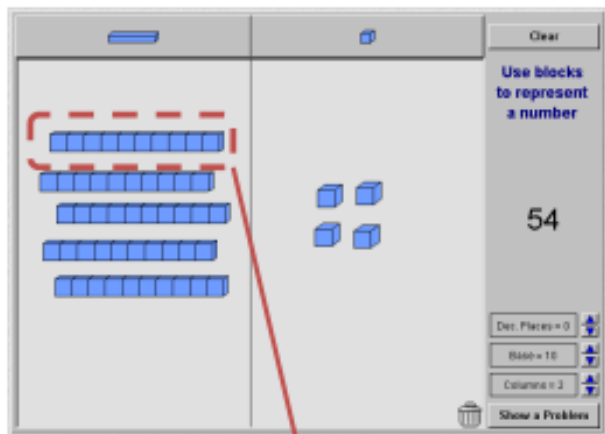 Clear
Use blocks
to represent
a number
54
Dec. Places = 0
Base = 10
Columns = 2
Show a Problem